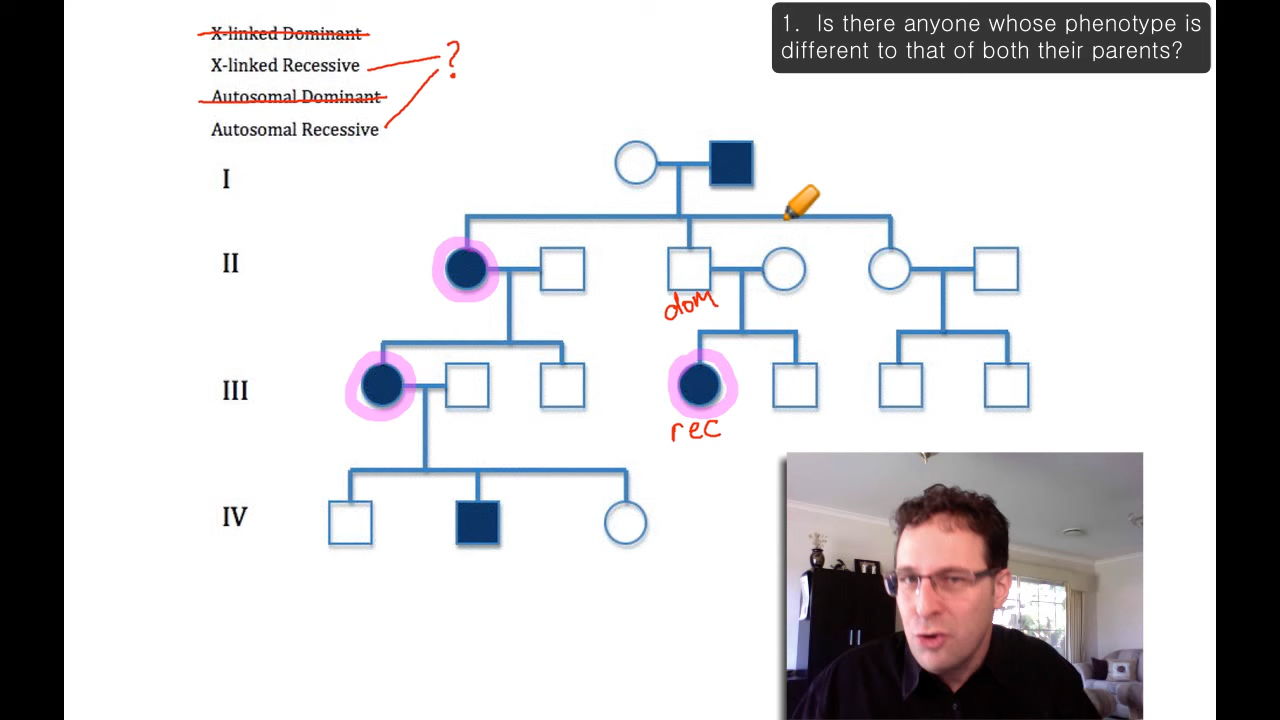 1. Is there anyone whose phenotype is
different to that of both their parents?
X-linked Dominant
X-linked Recessive
?
Autosomal Dominant
Autosomal Recessive
I
II
dom
III
rec
IV